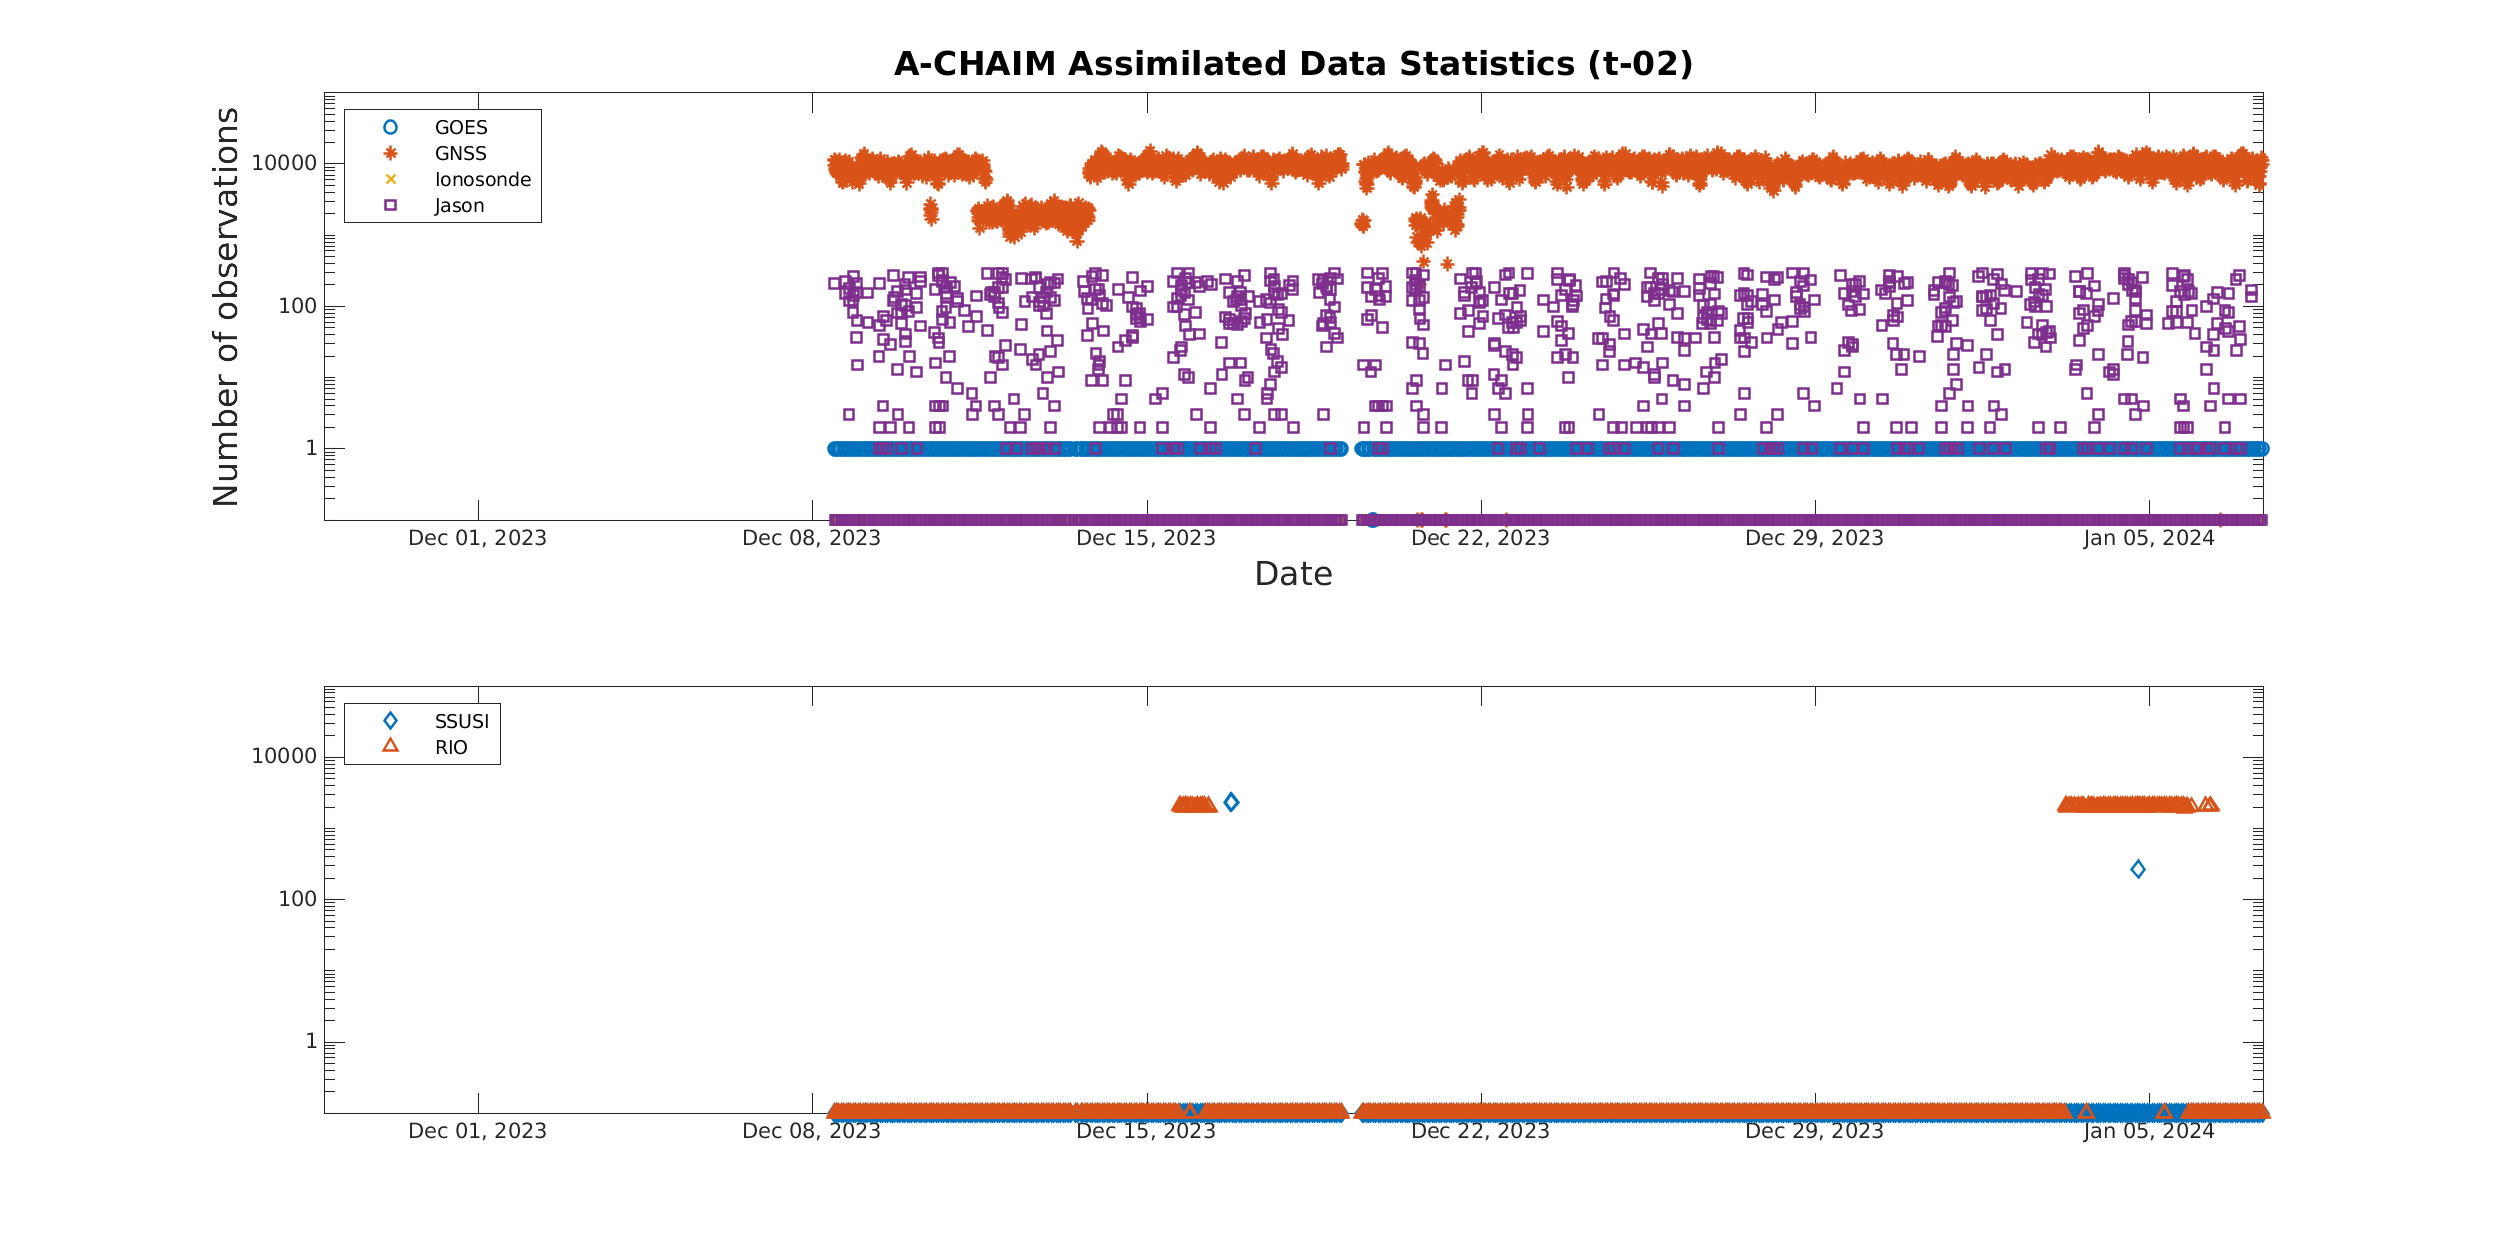 A-CHAIM Assimilated Data Statistics (t-02)
Number of observations
10000
100
1
GOES
GNSS
Ionosonde
Jason
Dec 01, 2023
Dec 08, 2023
Dec 15, 2023
Dec 22, 2023
Dec 29, 2023
Jan 05, 2024
Date
10000
100
1
SSUSI
RIO
Dec 01, 2023
Dec 08, 2023
Dec 15, 2023
Dec 22, 2023
Dec 29, 2023
Jan 05, 2024